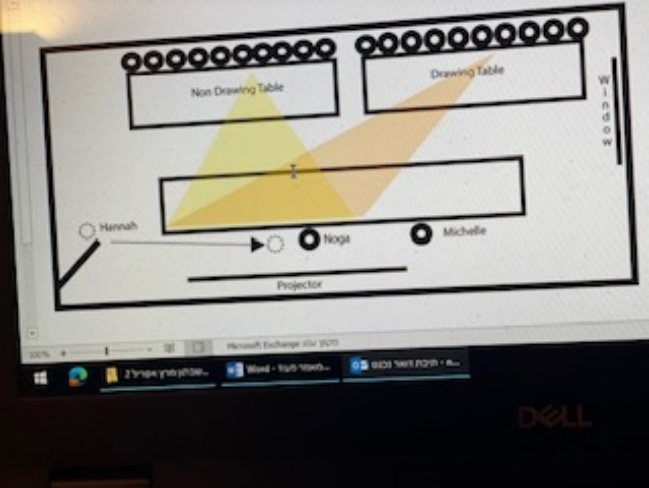 Non Drawing Table
Drawing Table
Window
Hannah
Noga
Michelle
Projector
100%
Microsoft Exchange
Word -
DELL